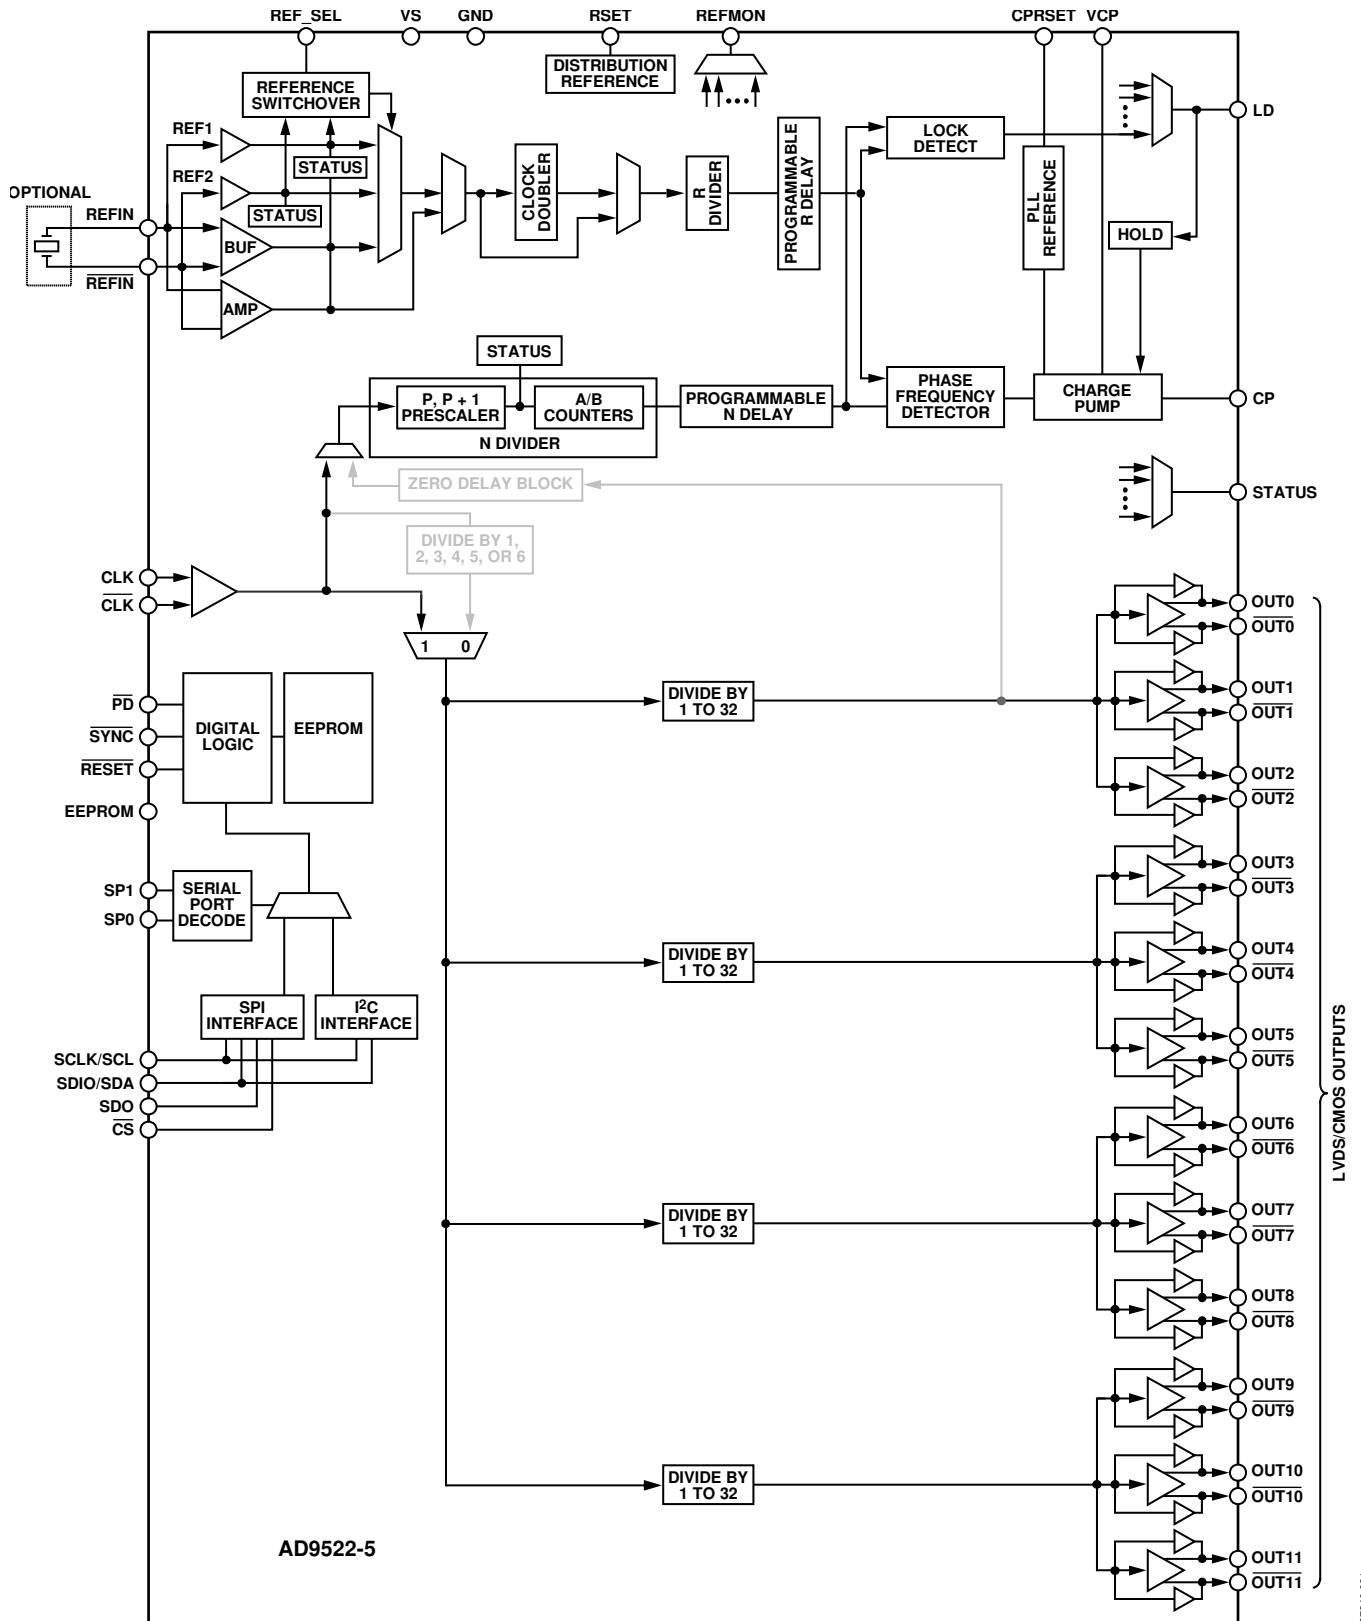 REF_SEL
VS
GND
RSET
REFMON
CPRSET
VCP
DISTRIBUTION
REFERENCE
REFERENCE
SWITCHOVER
LD
REF1
STATUS
REF2
STATUS
OPTIONAL
REFIN
REFIN
BUF
AMP
CLOCK
DOUBLER
R
DIVIDER
PROGRAMMABLE
R DELAY
LOCK
DETECT
PLL
REFERENCE
HOLD
STATUS
P, P + 1
PRESCALER
A/B
COUNTERS
N DIVIDER
PROGRAMMABLE
N DELAY
PHASE
FREQUENCY
DETECTOR
CHARGE
PUMP
CP
ZERO DELAY BLOCK
STATUS
DIVIDE BY 1,
2, 3, 4, 5, OR 6
CLK
CLK
1 0
OUT0
OUT0
PD
SYNC
RESET
EEPROM
DIGITAL
LOGIC
EEPROM
DIVIDE BY
1 TO 32
OUT1
OUT1
OUT2
OUT2
SP1
SP0
SERIAL
PORT
DECODE
OUT3
OUT3
DIVIDE BY
1 TO 32
OUT4
OUT4
SPI
INTERFACE
I2C
INTERFACE
OUT5
OUT5
SCLK/SCL
SDIO/SDA
SDO
CS
LVDS/CMOS OUTPUTS
OUT6
OUT6
DIVIDE BY
1 TO 32
OUT7
OUT7
OUT8
OUT8
OUT9
OUT9
DIVIDE BY
1 TO 32
OUT10
OUT10
AD9522-5
OUT11
OUT11